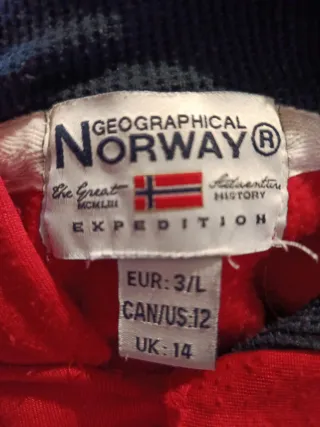 GEOGRAPHICAL
NORWAY®
The Great Adventure
MCMLIII HISTORY
EXPEDITION
EUR: 3/L
CAN/US:12
UK: 14